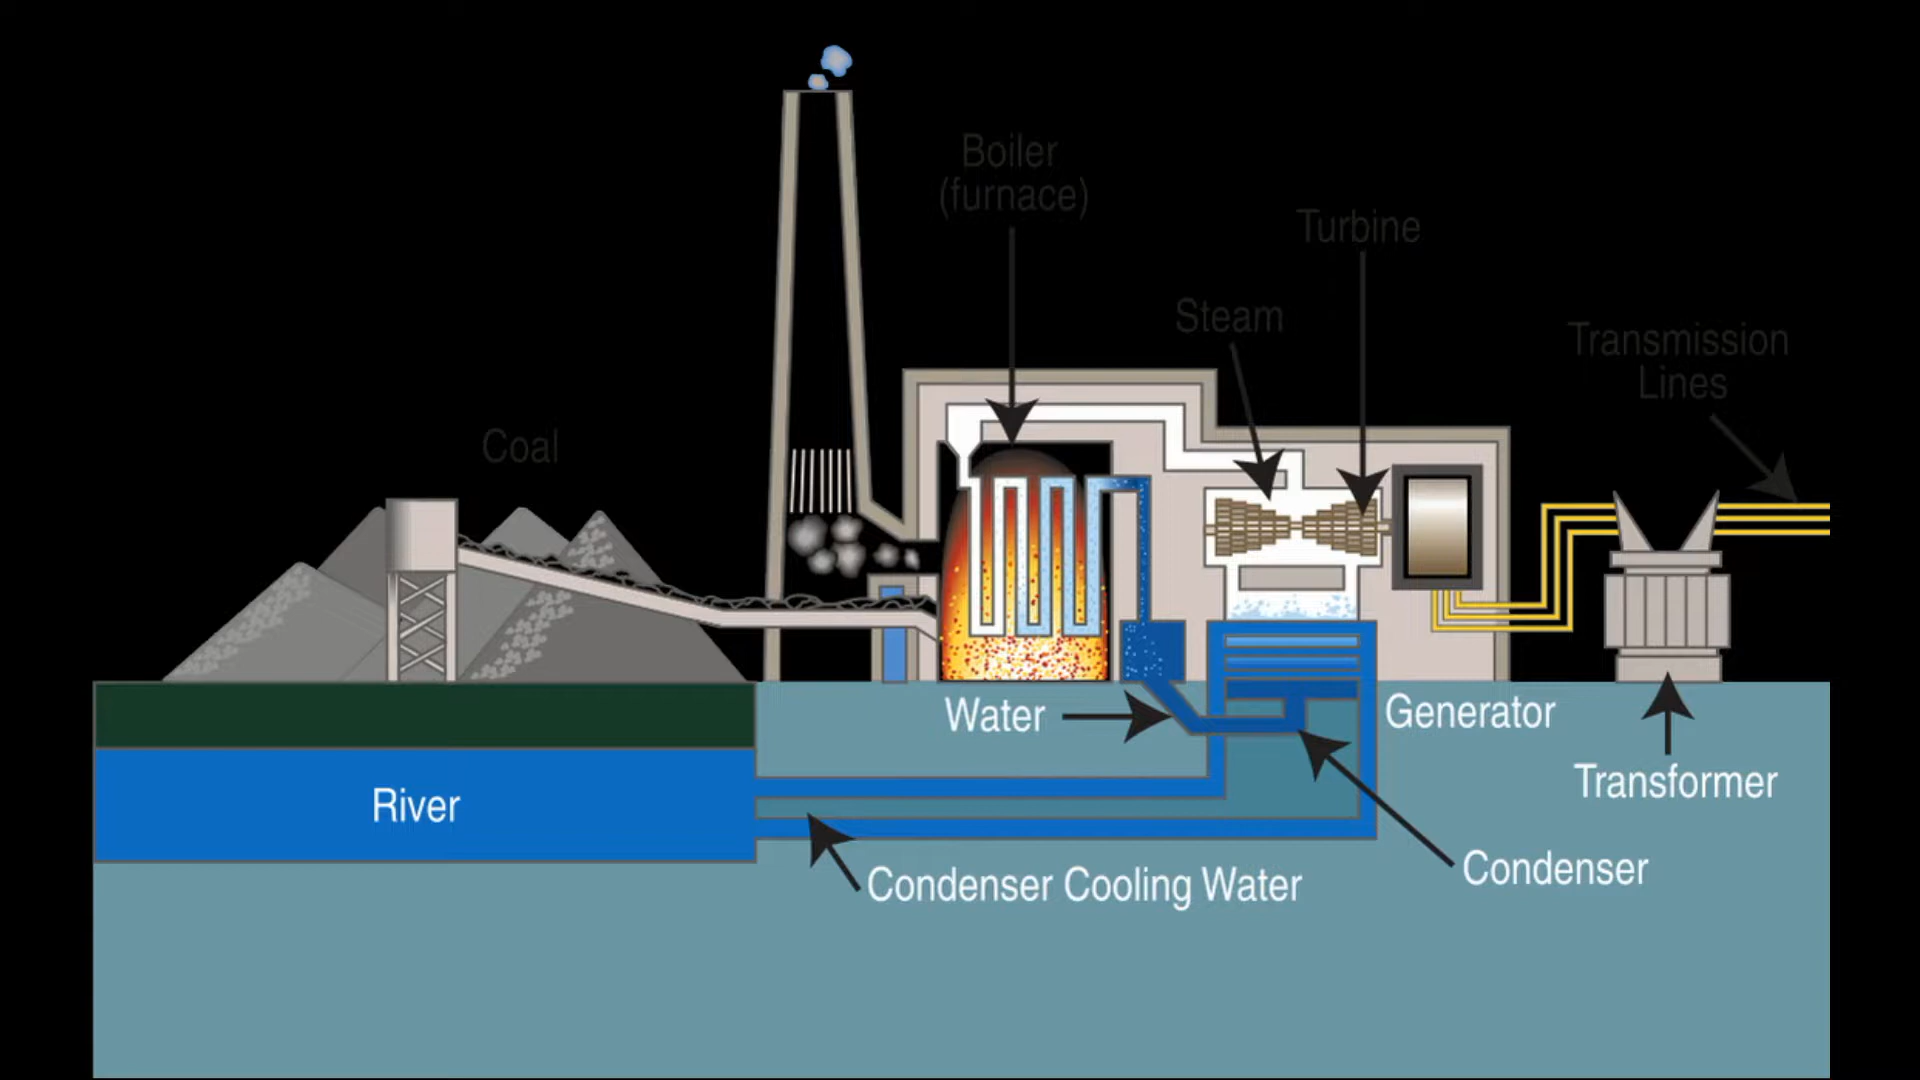 Boiler
(furnace)
Turbine
Steam
Transmission
Lines
Coal
Water
Generator
Transformer
River
Condenser
Condenser Cooling Water